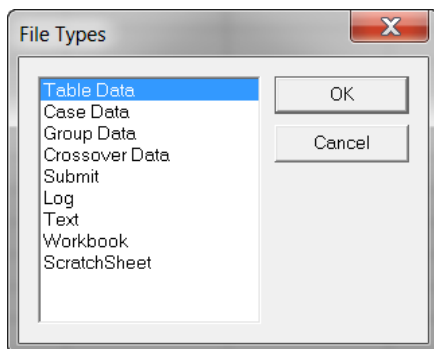 File Types
Table Data
Case Data
Group Data
Crossover Data
Submit
Log
Text
Workbook
ScratchSheet
OK
Cancel